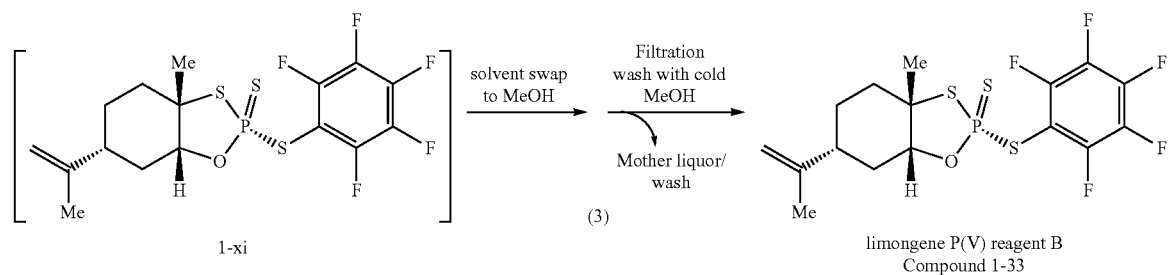 Me
S
S
P
O
S
H
F
F
F
F
F
Me
1-xi
solvent swap
to MeOH
Filtration
wash with cold
MeOH
Mother liquor/
wash
(3)
Me
S
S
P
O
S
H
F
F
F
F
F
Me
limongene P(V) reagent B
Compound 1-33